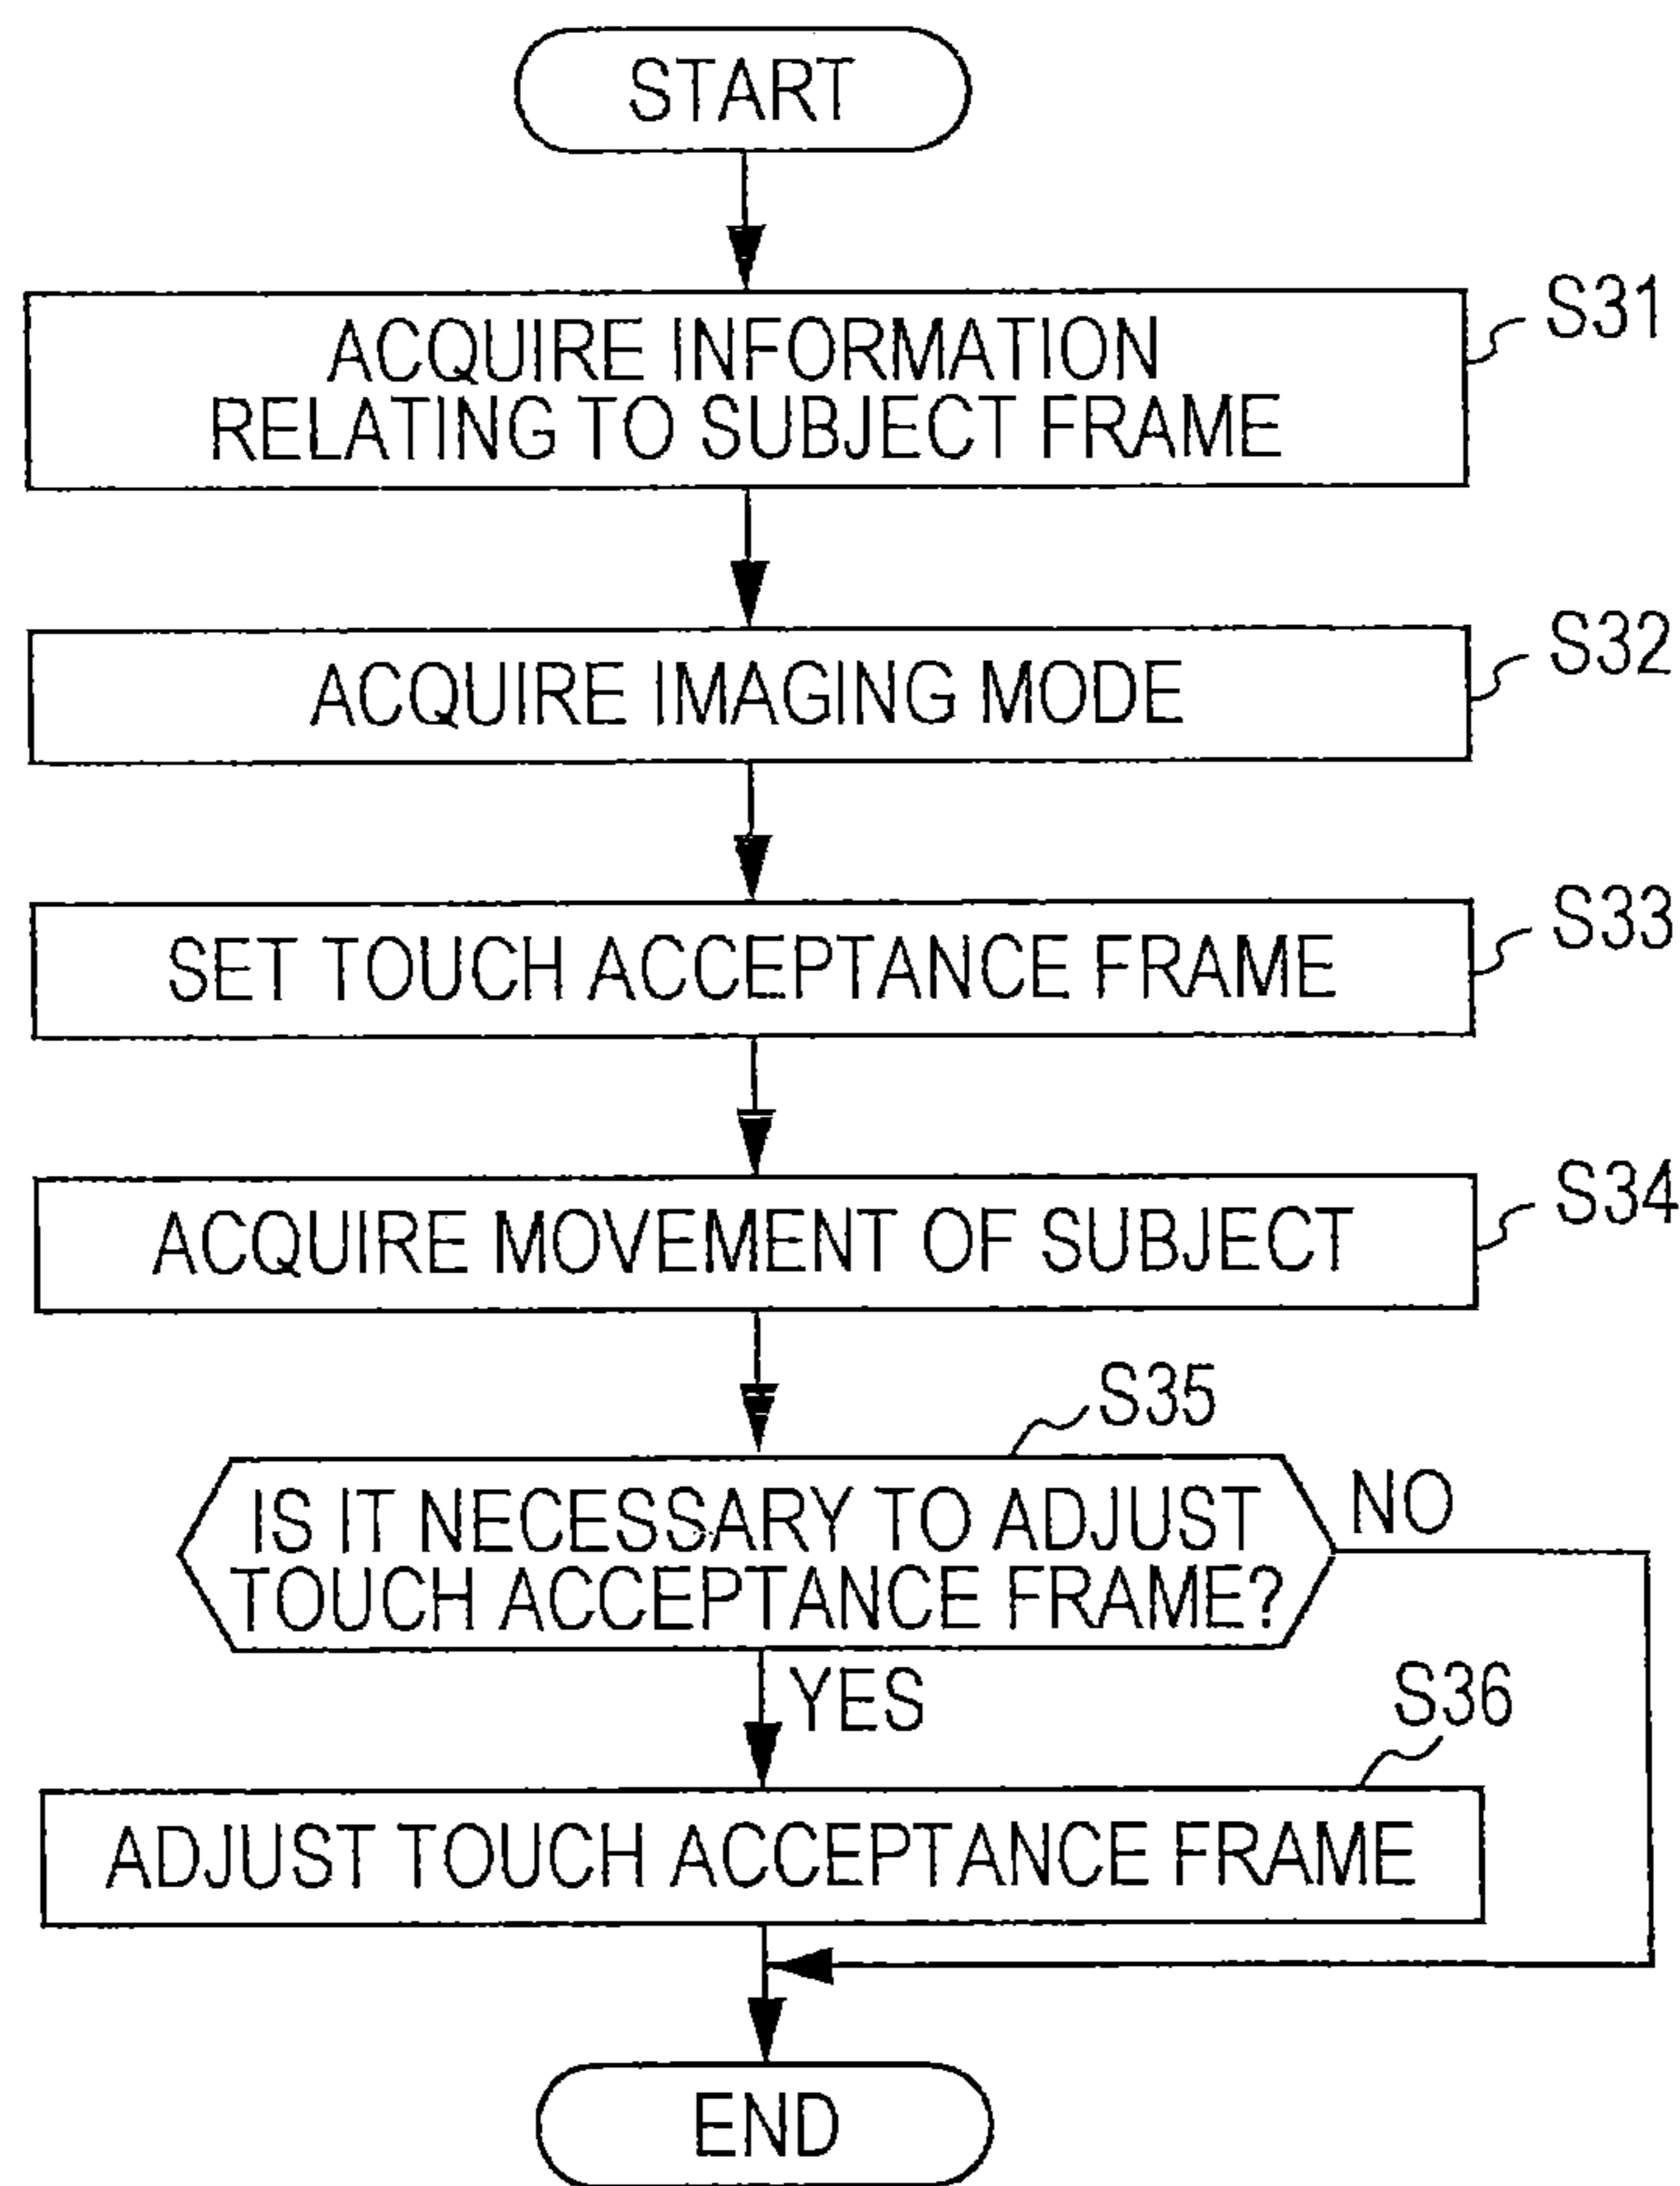 START
ACQUIRE INFORMATION
RELATING TO SUBJECT FRAME
S31
ACQUIRE IMAGING MODE
S32
SET TOUCH ACCEPTANCE FRAME
S33
ACQUIRE MOVEMENT OF SUBJECT
S34
S35
IS IT NECESSARY TO ADJUST
TOUCH ACCEPTANCE FRAME?
NO
YES
S36
ADJUST TOUCH ACCEPTANCE FRAME
END